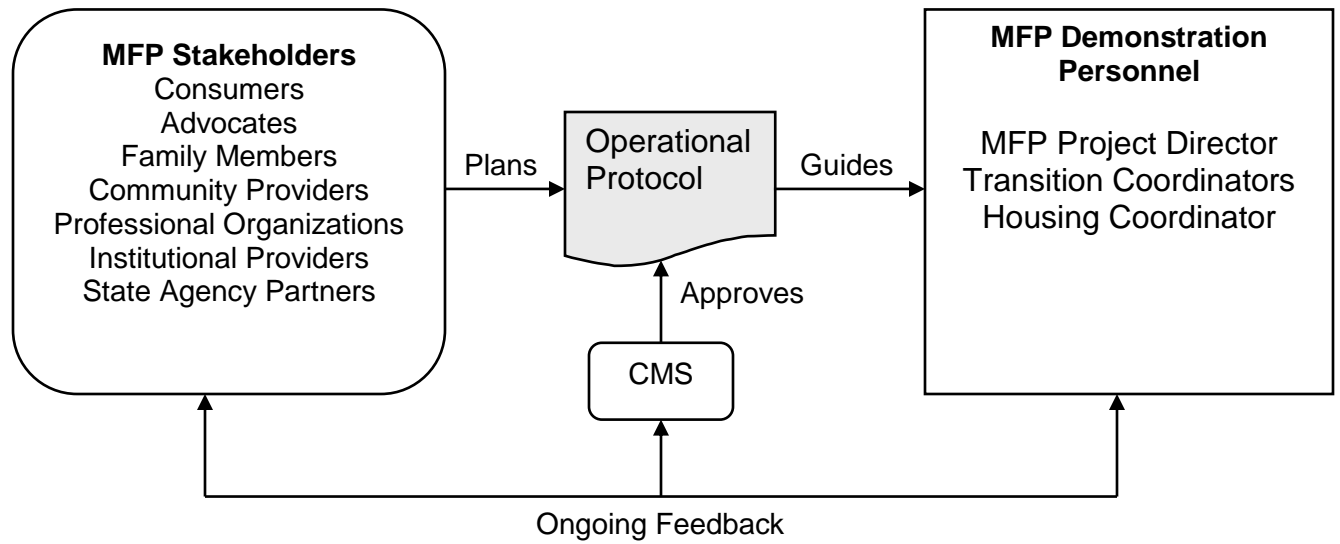 MFP Stakeholders
Consumers
Advocates
Family Members
Community Providers
Professional Organizations
Institutional Providers
State Agency Partners
Plans
Operational
Protocol
Guides
MFP Demonstration
Personnel
MFP Project Director
Transition Coordinators
Housing Coordinator
Approves
CMS
Ongoing Feedback